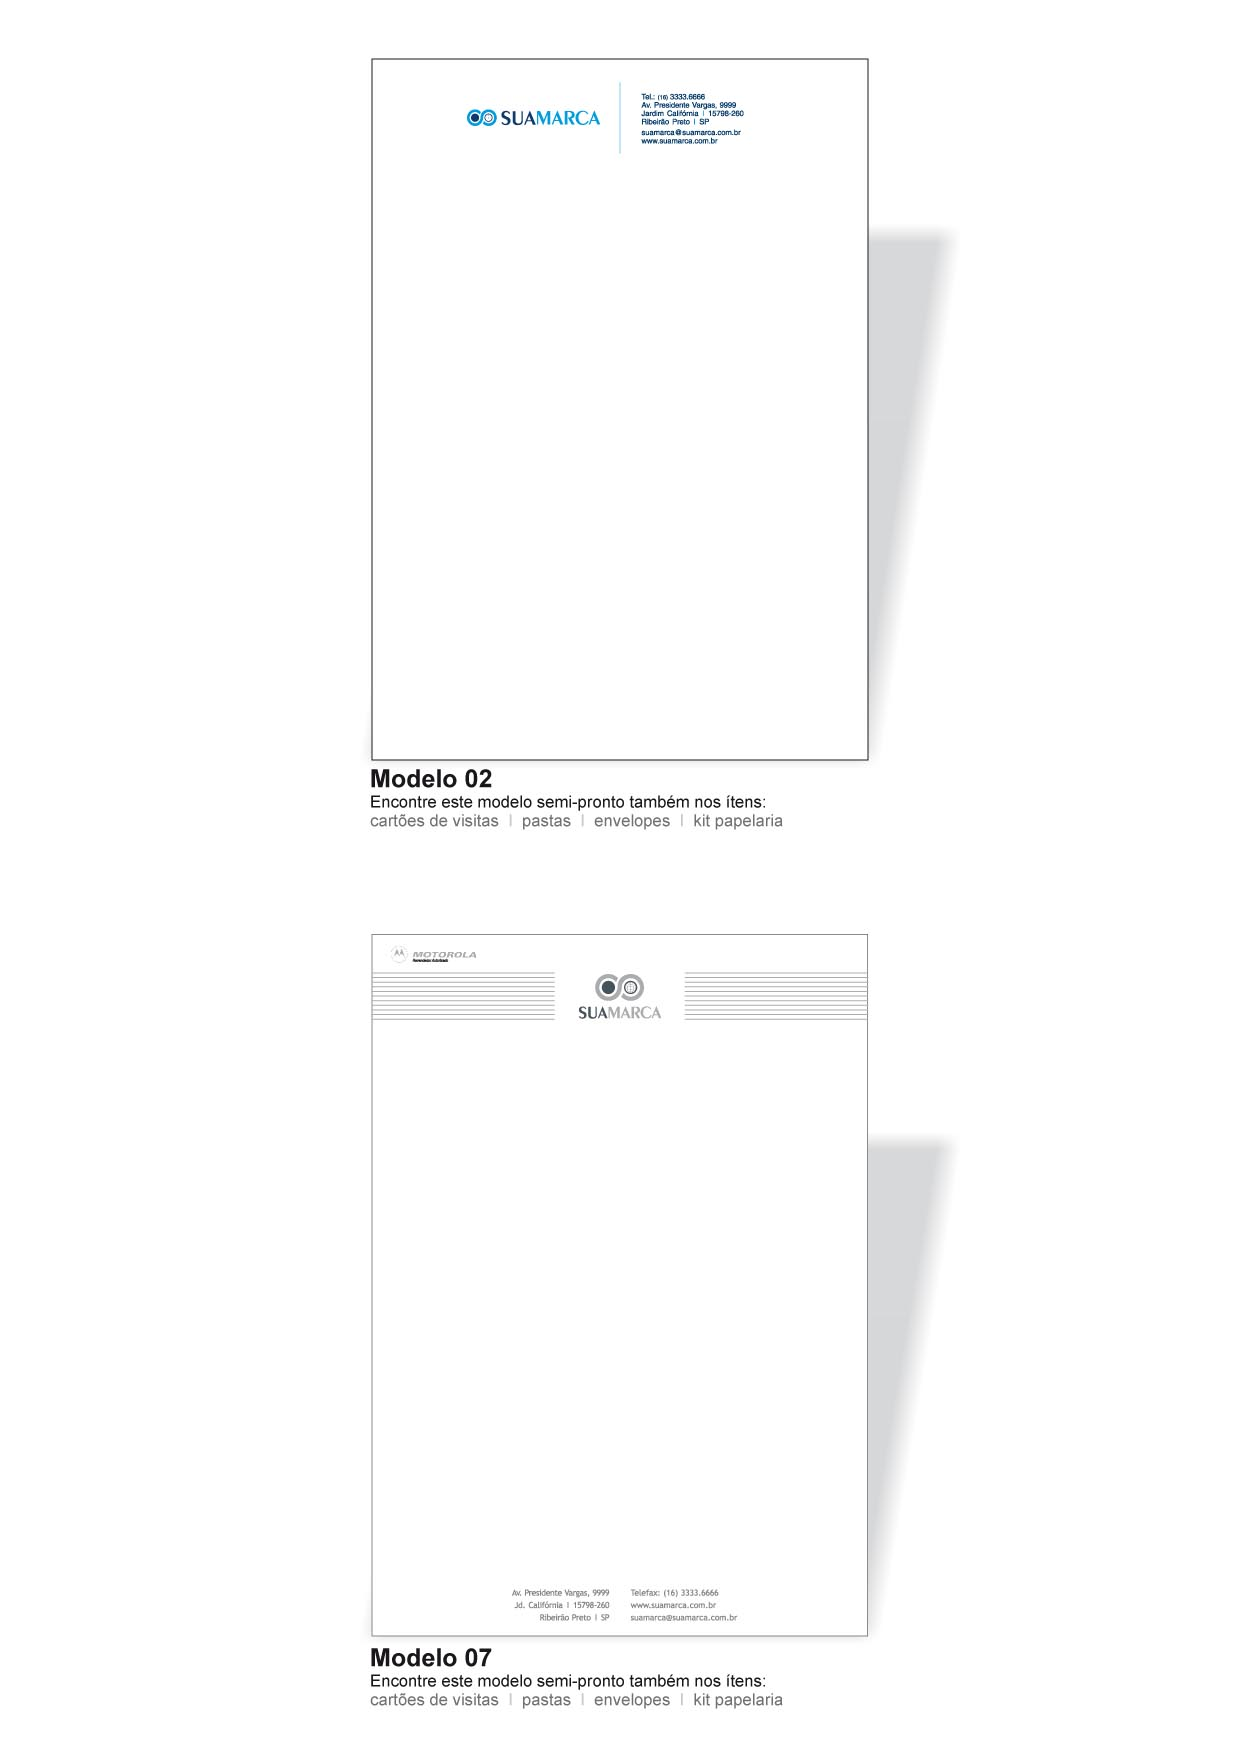 SUAMARCA
Tel.: (16) 3333.6666
Av. Presidente Vargas, 9999
Jardim Califórnia | 15798-260
Ribeirão Preto | SP
suamarca@suamarca.com.br
www.suamarca.com.br
Modelo 02
Encontre este modelo semi-pronto também nos ítens:
cartões de visitas | pastas | envelopes | kit papelaria
MOTOROLA
SUAMARCA
Av. Presidente Vargas, 9999 Telefax: (16) 3333.6666
Jd. Califórnia | 15798-260 www.suamarca.com.br
Ribeirão Preto | SP suamarca@suamarca.com.br
Modelo 07
Encontre este modelo semi-pronto também nos ítens:
cartões de visitas | pastas | envelopes | kit papelaria